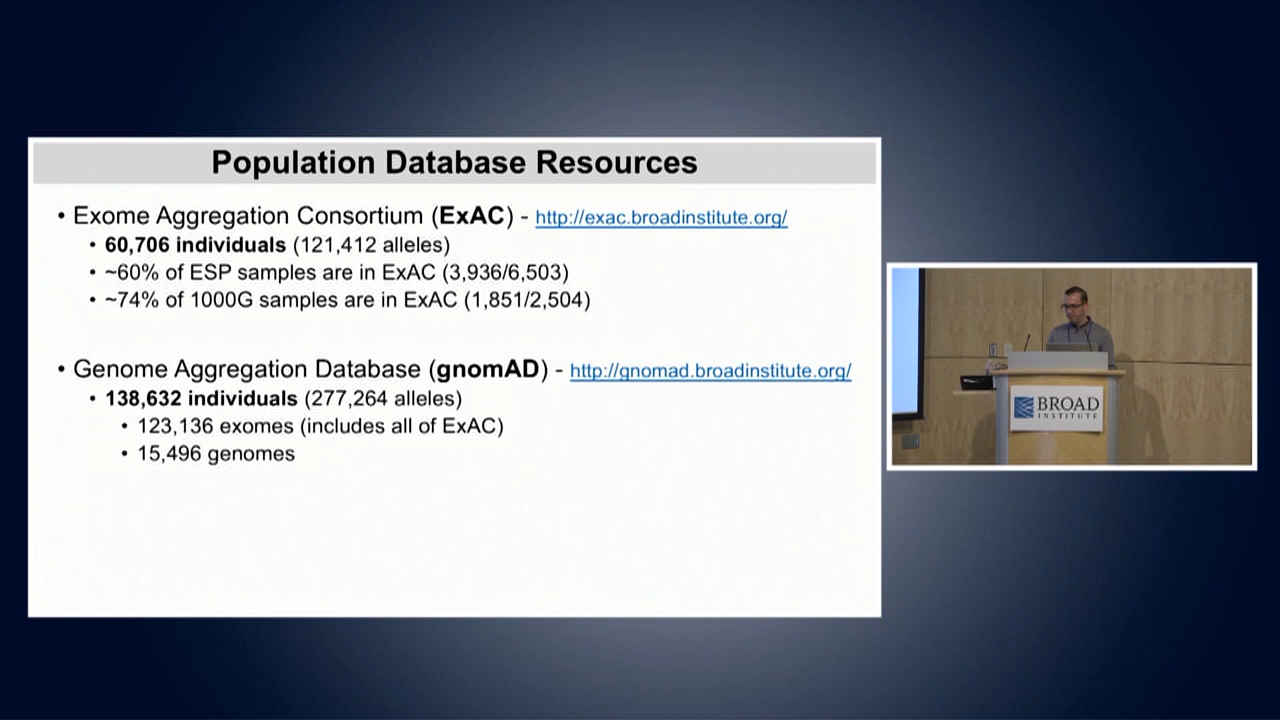 Population Database Resources
• Exome Aggregation Consortium (ExAC) - http://exac.broadinstitute.org/
• 60,706 individuals (121,412 alleles)
• ~60% of ESP samples are in ExAC (3,936/6,503)
• ~74% of 1000G samples are in ExAC (1,851/2,504)
• Genome Aggregation Database (gnomAD) - http://gnomad.broadinstitute.org/
• 138,632 individuals (277,264 alleles)
• 123,136 exomes (includes all of ExAC)
• 15,496 genomes
BROAD
INSTITUTE